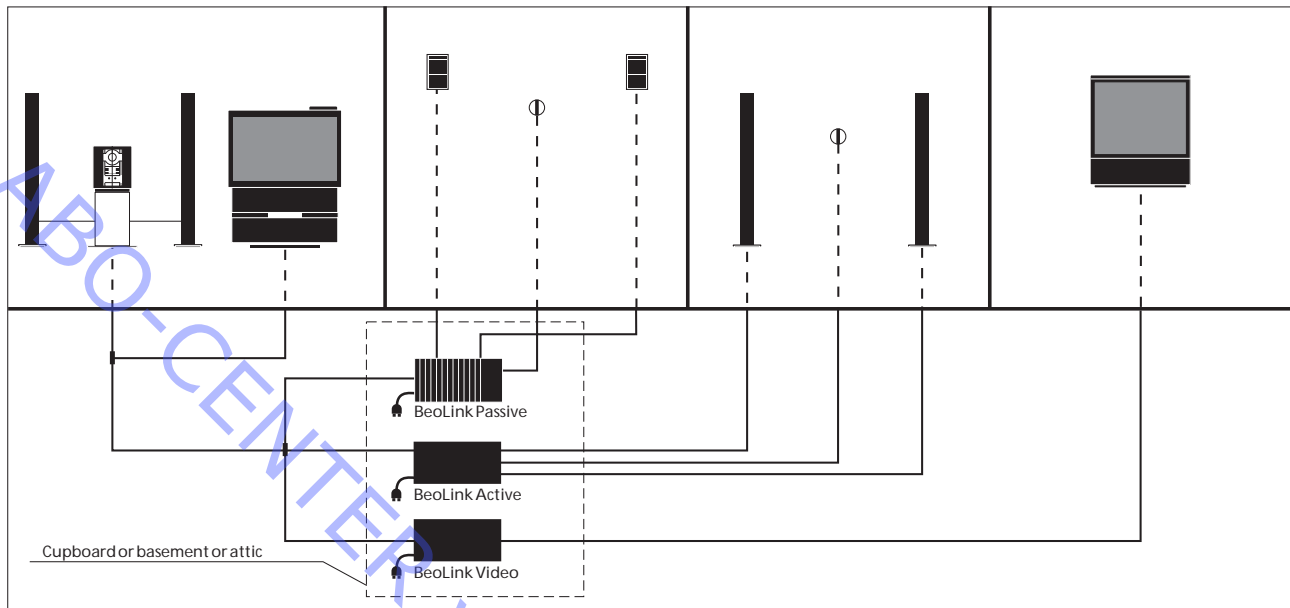 BeoLink Passive
BeoLink Active
BeoLink Video
Cupboard or basement or attic
ABO-CENTER